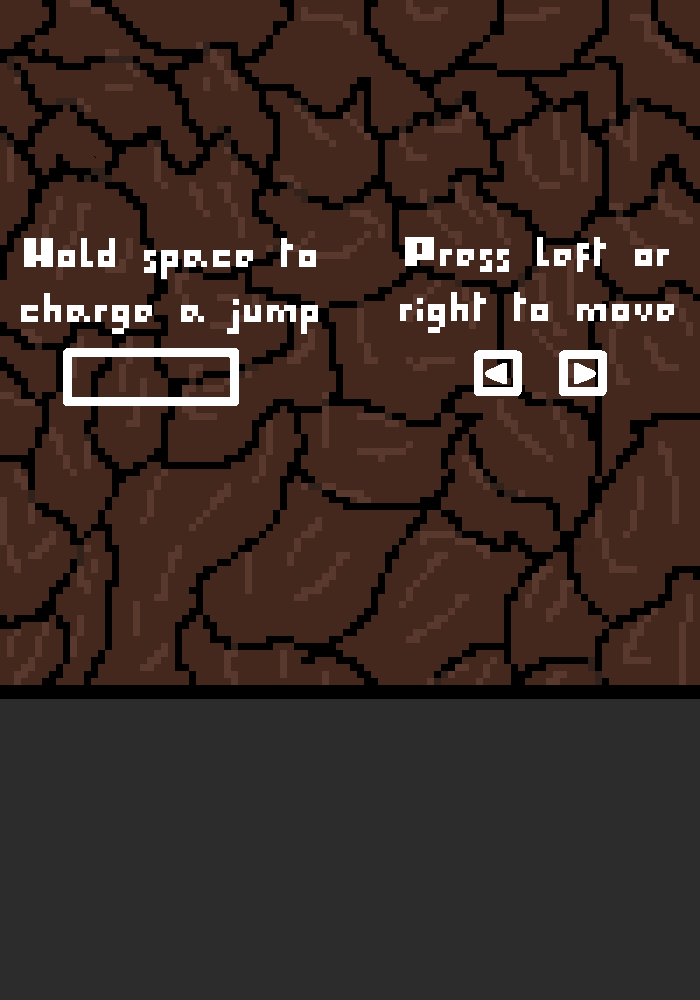 Hold space to
charge a jump
Press left or
right to move